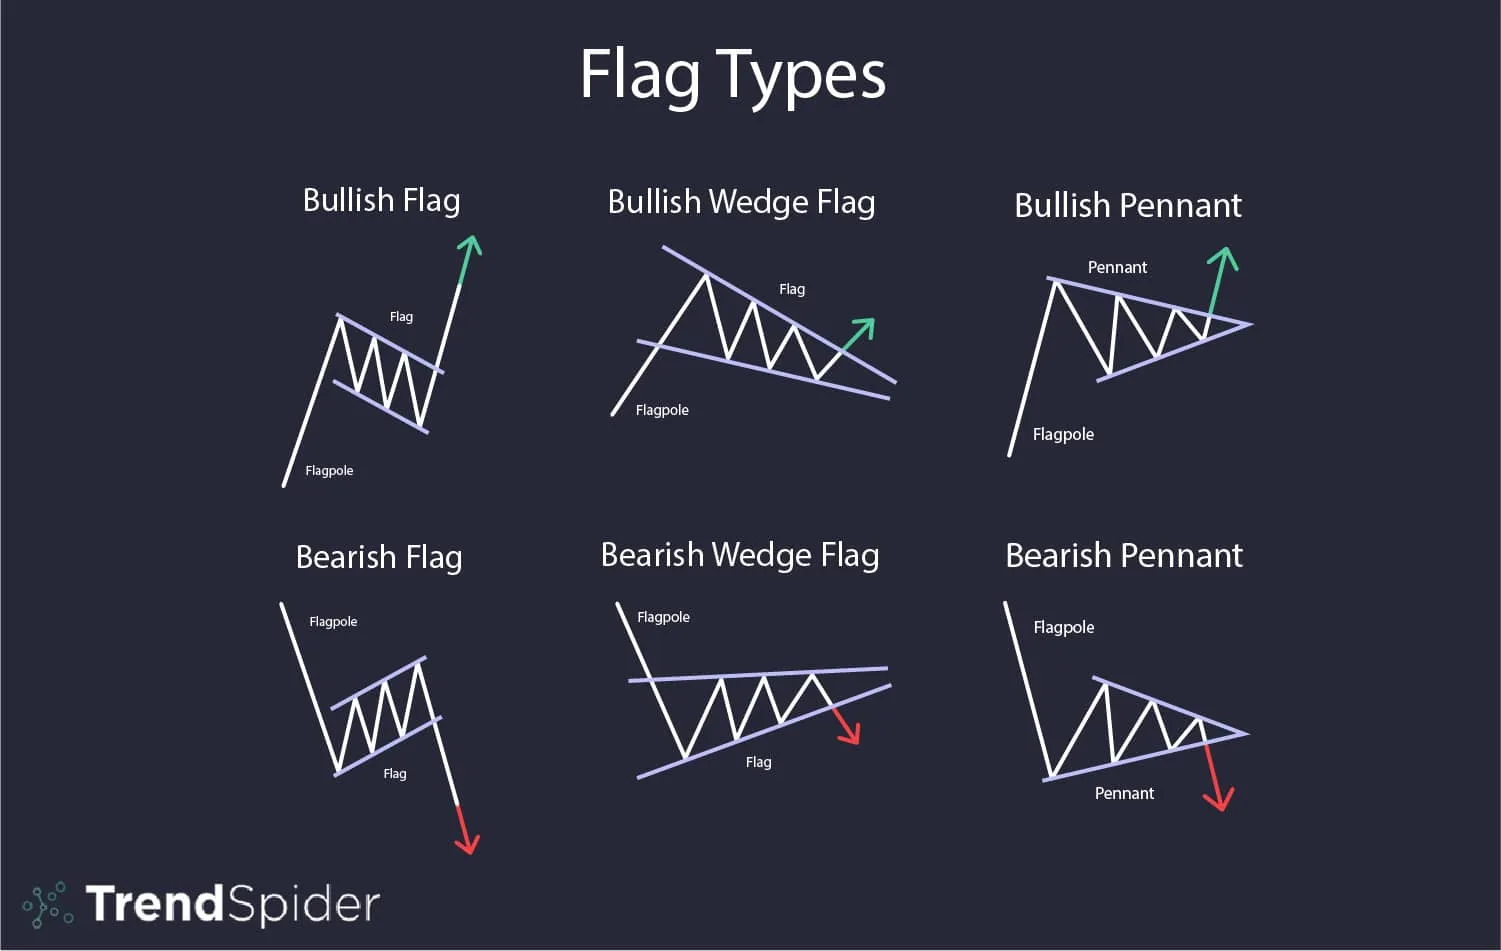 Flag Types
Bullish Flag
Flag
Flagpole
Bullish Wedge Flag
Flag
Flagpole
Bullish Pennant
Pennant
Flagpole
Bearish Flag
Flagpole
Flag
Bearish Wedge Flag
Flagpole
Flag
Bearish Pennant
Flagpole
Pennant
TrendSpider